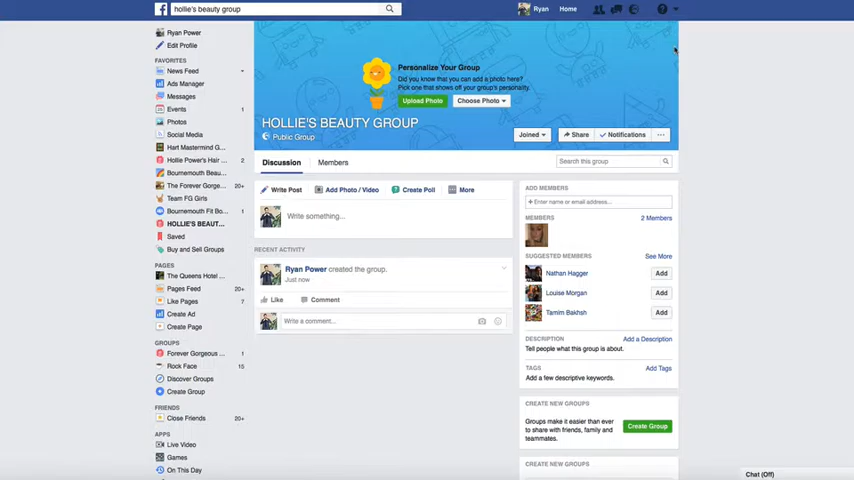 hollie's beauty group
Ryan
Home
Ryan Power
Edit Profile
FAVORITES
News Feed
Ads Manager
Messages
Events 1
Photos
Social Media
Hart Mastermind G...
Hollie Power's Hair ... 2
Bournemouth Beau...
The Forever Gorge... 20+
Team FG Girls
Bournemouth Fit Bo...
HOLLIE'S BEAUT...
Saved
Buy and Sell Groups
PAGES
The Queens Hotel ...
Pages Feed 20+
Like Pages 7
Create Ad
Create Page
GROUPS
Forever Gorgeous ... 1
Rock Face 15
Discover Groups
Create Group
FRIENDS
Close Friends 20+
APPS
Live Video
Games
On This Day
Personalize Your Group
Did you know that you can add a photo here?
Pick one that shows off your group's personality.
Upload Photo
Choose Photo
HOLLIE'S BEAUTY GROUP
Public Group
Joined
Share
Notifications
...
Discussion
Members
Search this group
Write Post
Add Photo / Video
Create Poll
More
Write something...
RECENT ACTIVITY
Ryan Power created the group.
Just now
Like
Comment
Write a comment...
ADD MEMBERS
+ Enter name or email address...
MEMBERS
2 Members
SUGGESTED MEMBERS
See More
Nathan Hagger
Add
Louise Morgan
Add
Tamim Bakhsh
Add
DESCRIPTION
Add a Description
Tell people what this group is about.
TAGS
Add Tags
Add a few descriptive keywords.
CREATE NEW GROUPS
Groups make it easier than ever
to share with friends, family and
teammates.
Create Group
CREATE NEW GROUPS
Chat (Off)